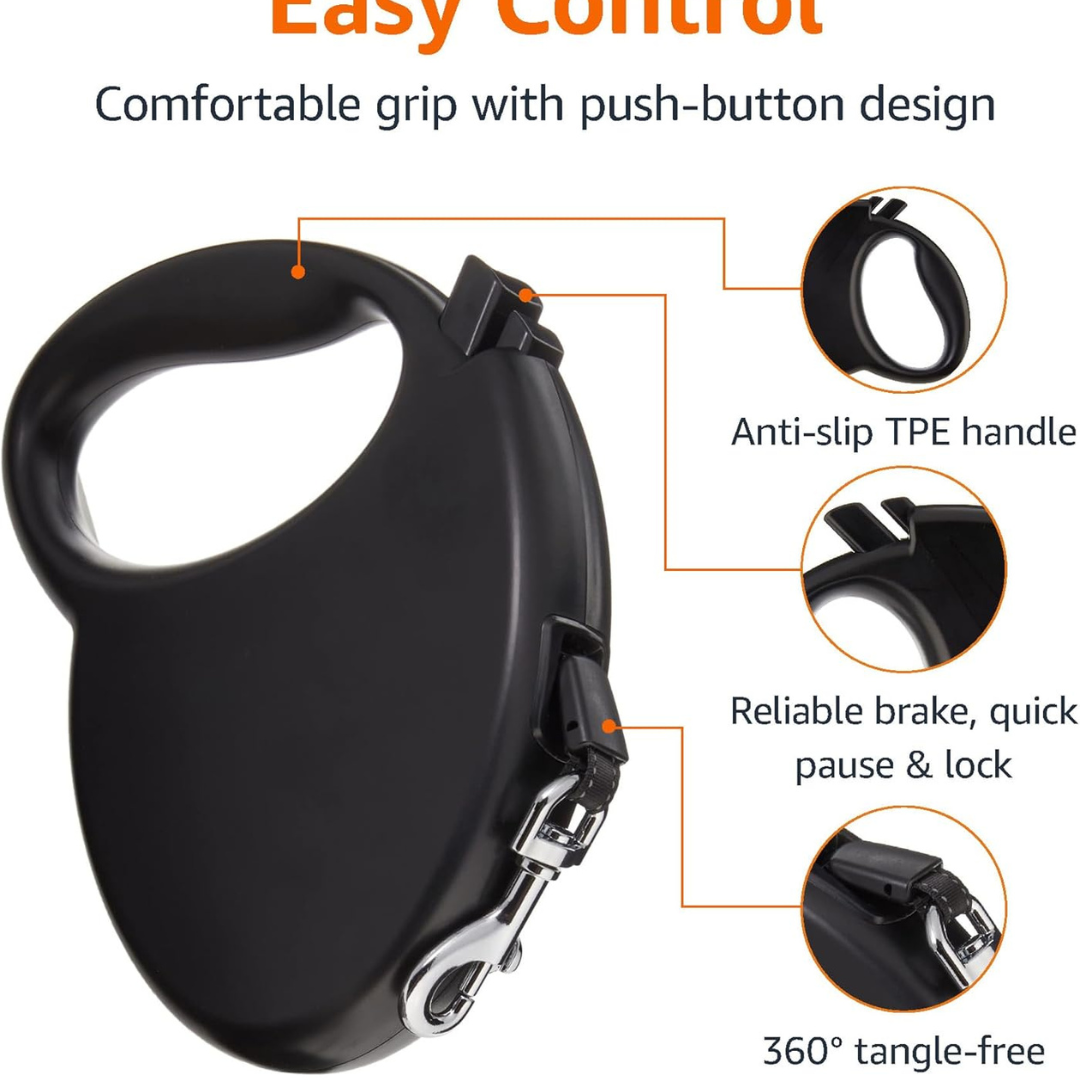 Easy Control
Comfortable grip with push-button design
Anti-slip TPE handle
Reliable brake, quick
pause & lock
360° tangle-free